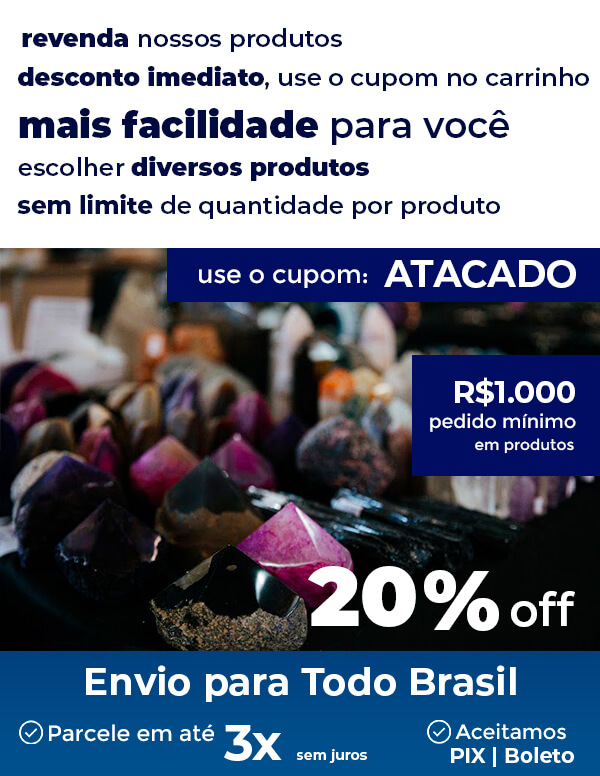 revenda nossos produtos
desconto imediato, use o cupom no carrinho
mais facilidade para você
escolher diversos produtos
sem limite de quantidade por produto
use o cupom: ATACADO
R$1.000
pedido mínimo
em produtos
20% off
Envio para Todo Brasil
Parcele em até 3x sem juros
Aceitamos
PIX | Boleto